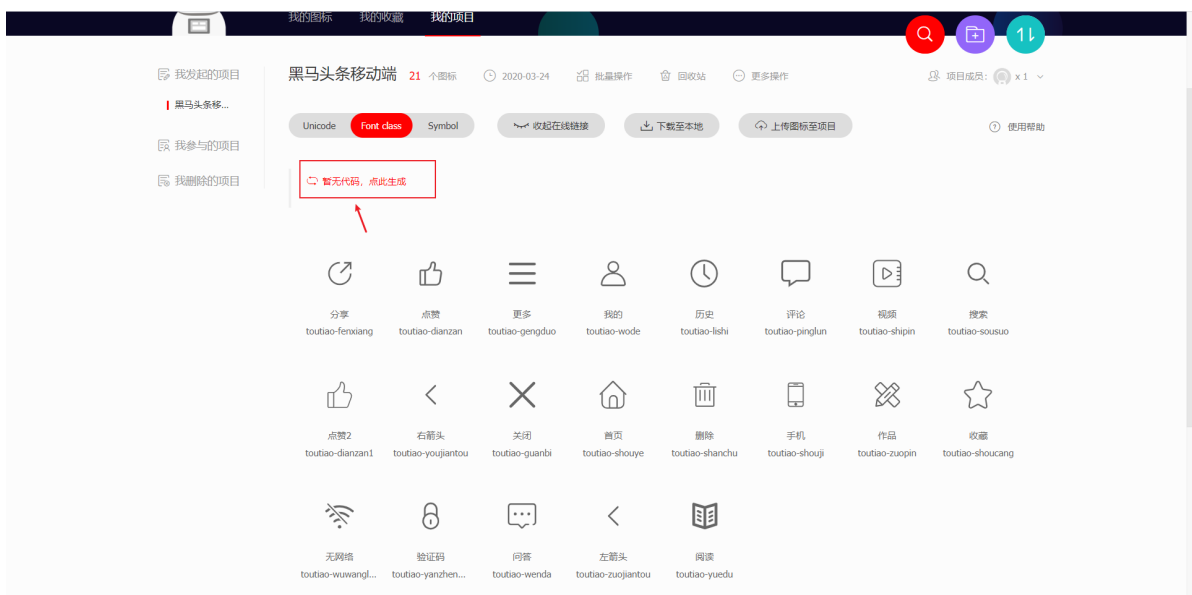 我的图标 我的收藏 我的项目
我发起的项目
黑马头条移...
我参与的项目
我删除的项目
黑马头条移动端 21 个图标 2020-03-24 批量操作 回收站 更多操作 项目成员: x 1
Unicode Font class Symbol 收起在线链接 下载至本地 上传图标至项目 使用帮助
暂无代码，点此生成
分享 点赞 更多 我的 历史 评论 视频 搜索
toutiao-fenxiang toutiao-dianzan toutiao-gengduo toutiao-wode toutiao-lishi toutiao-pinglun toutiao-shipin toutiao-sousuo
点赞2 右箭头 关闭 首页 删除 手机 作品 收藏
toutiao-dianzan1 toutiao-youjiantou toutiao-guanbi toutiao-shouye toutiao-shanchu toutiao-shouji toutiao-zuopin toutiao-shoucang
无网络 验证码 问答 左箭头 阅读
toutiao-wuwangl... toutiao-yanzhen... toutiao-wenda toutiao-zuojiantou toutiao-yuedu